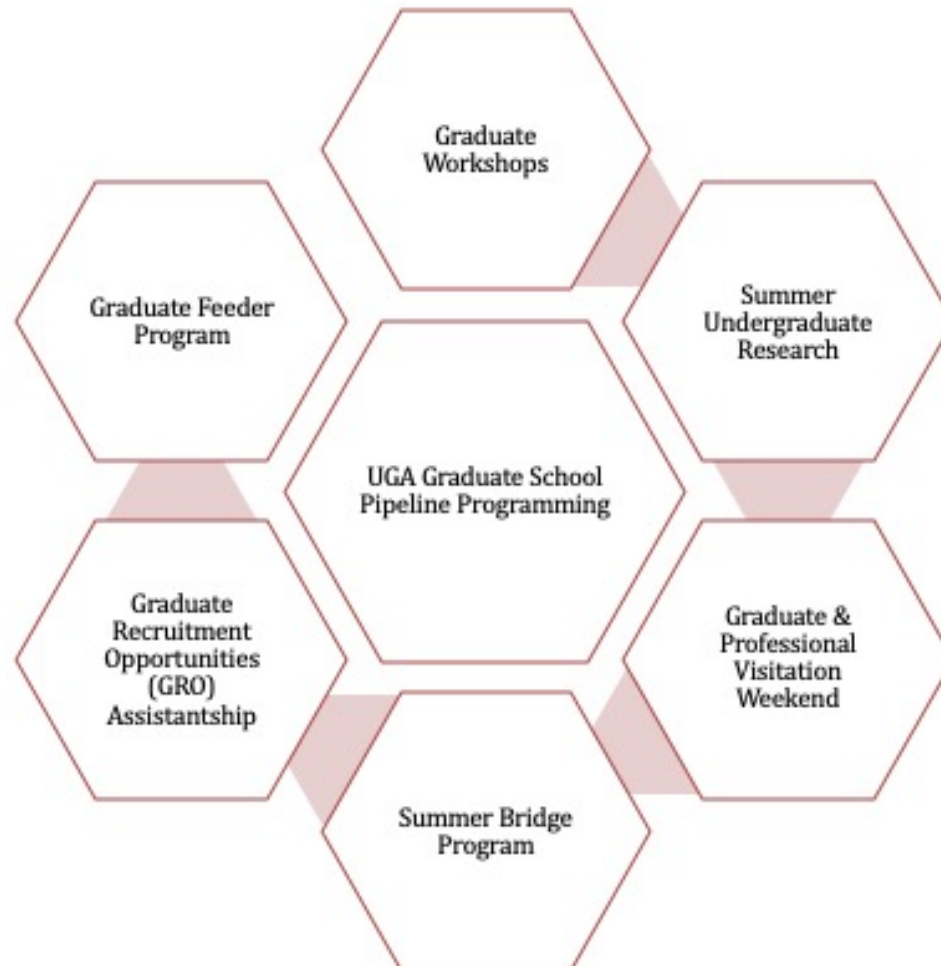 Graduate
Workshops
Summer
Undergraduate
Research
Graduate &
Professional
Visitation
Weekend
Summer Bridge
Program
Graduate
Recruitment
Opportunities
(GRO)
Assistantship
Graduate Feeder
Program
UGA Graduate School
Pipeline Programming